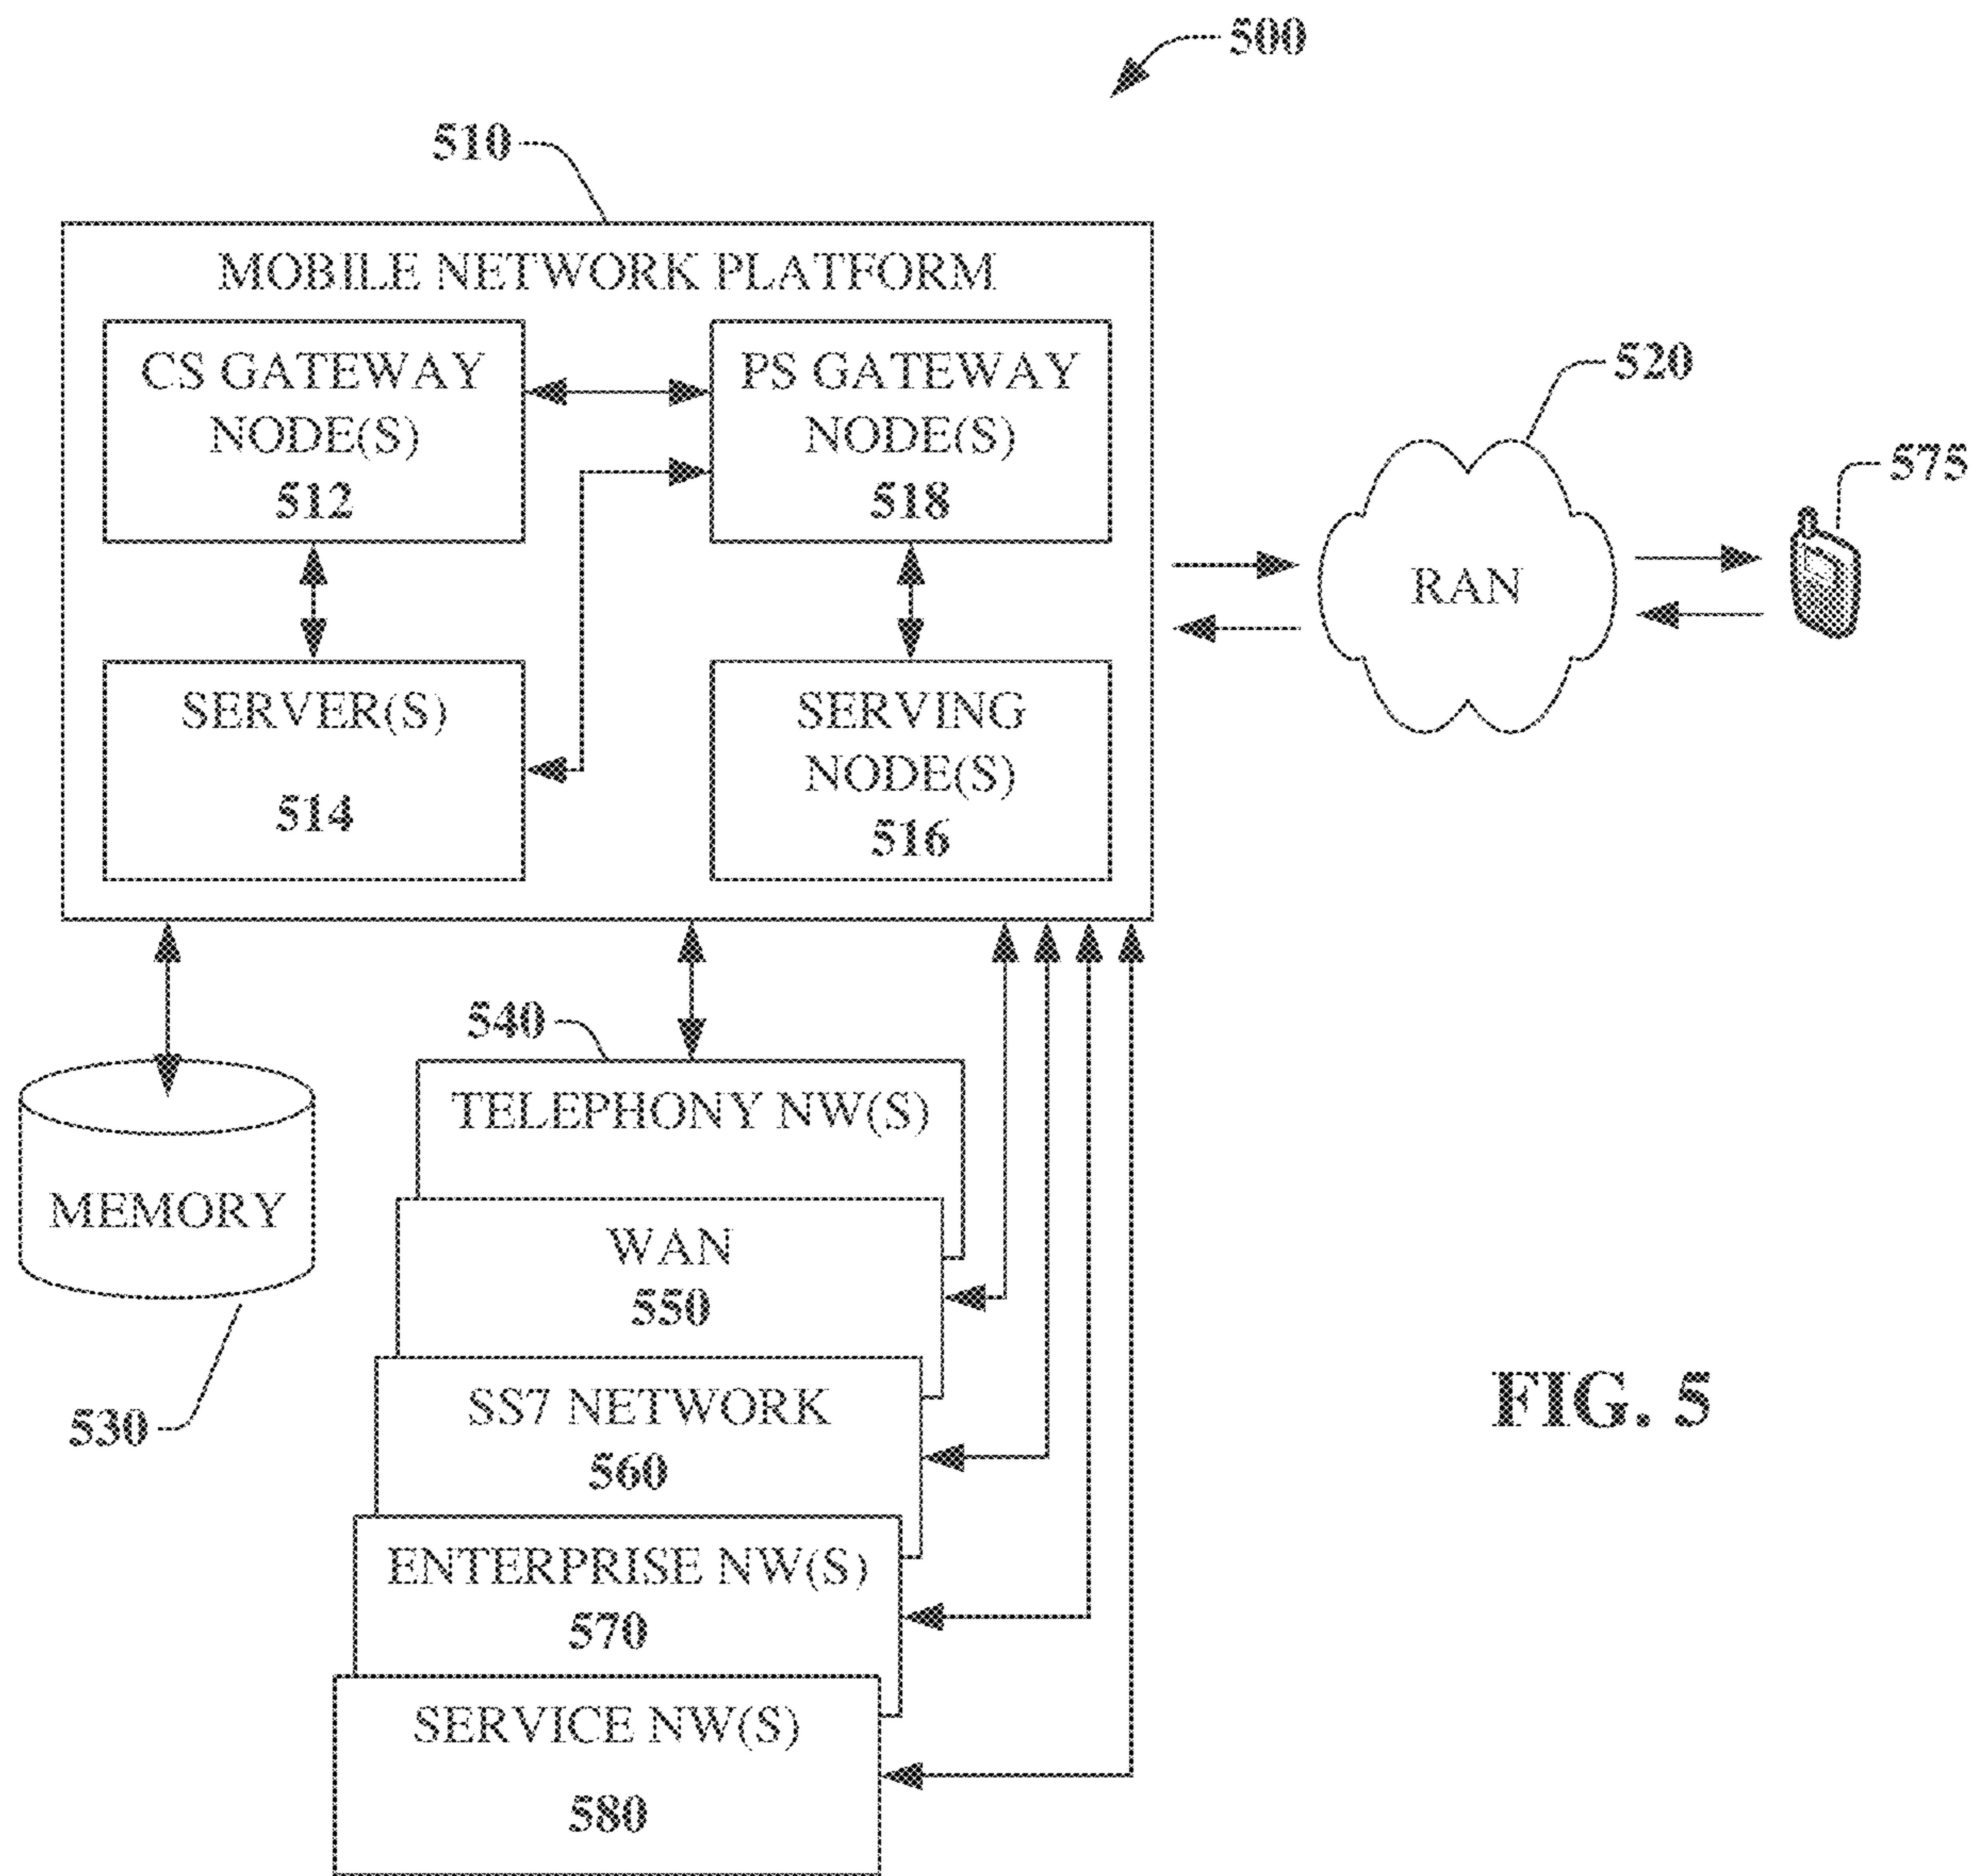 500
510
MOBILE NETWORK PLATFORM
CS GATEWAY
NODE(S)
512
PS GATEWAY
NODE(S)
518
SERVER(S)
514
SERVING
NODE(S)
516
520
RAN
575
540
TELEPHONY NW(S)
MEMORY
530
WAN
550
SS7 NETWORK
560
ENTERPRISE NW(S)
570
SERVICE NW(S)
580
FIG. 5